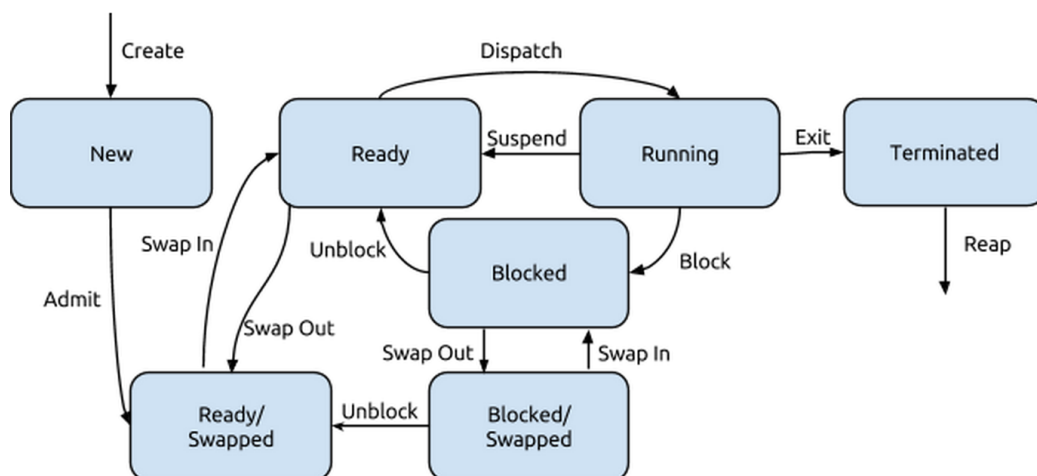 Create
Dispatch
New
Ready
Suspend
Running
Exit
Terminated
Swap In
Unblock
Blocked
Block
Reap
Admit
Swap Out
Swap Out
Swap In
Ready/
Swapped
Unblock
Blocked/
Swapped